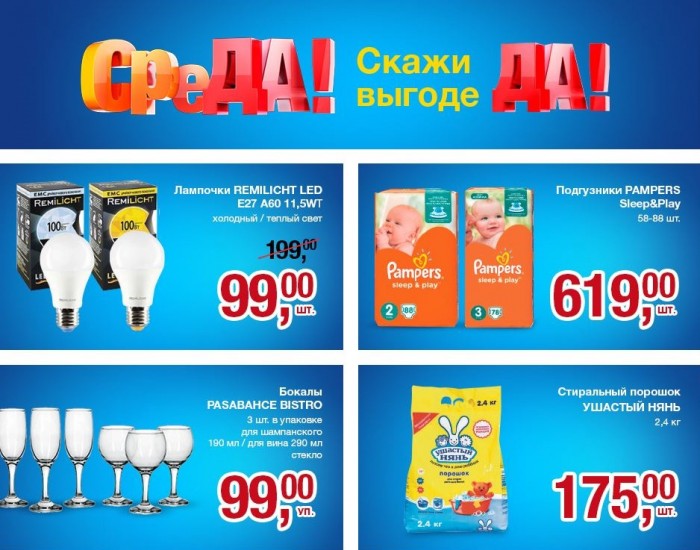 СреДА!
Скажи
выгоде
ДА!
Лампочки REMILICHT LED
E27 A60 11,5WT
холодный / теплый свет
199,00
99,00
шт.
REMILICHT
100вт
REMILICHT
100вт
Подгузники PAMPERS
Sleep&Play
58-88 шт.
619,00
шт.
Pampers
sleep & play
2
88
Pampers
sleep & play
3
78
Бокалы
PASABAHCE BISTRO
3 шт. в упаковке
для шампанского
190 мл / для вина 290 мл
стекло
99,00
уп.
Стиральный порошок
УШАСТЫЙ НЯНЬ
2,4 кг
175,00
шт.
2,4 кг
УШАСТЫЙ
НЯНЬ
порошок
2,4 кг